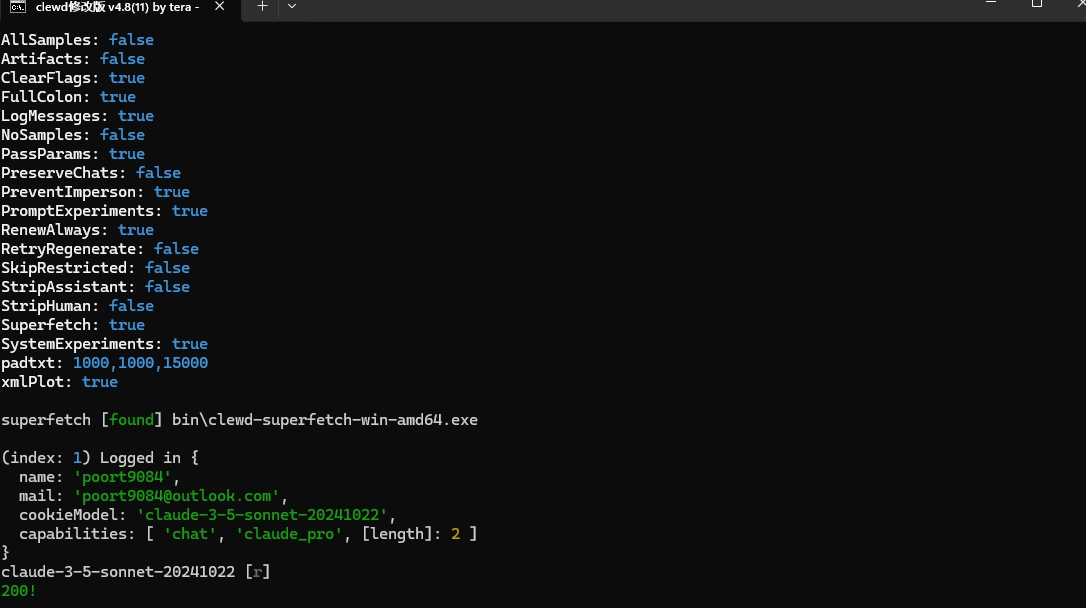 clewd修改版 v4.8(11) by tera -
AllSamples: false
Artifacts: false
ClearFlags: true
FullColon: true
LogMessages: true
NoSamples: false
PassParams: true
PreserveChats: false
PreventImperson: true
PromptExperiments: true
RenewAlways: true
RetryRegenerate: false
SkipRestricted: false
StripAssistant: false
StripHuman: false
Superfetch: true
SystemExperiments: true
padtxt: 1000,1000,15000
xmlPlot: true
superfetch [found] bin\clewd-superfetch-win-amd64.exe
(index: 1) Logged in {
  name: 'poort9084',
  mail: 'poort9084@outlook.com',
  cookieModel: 'claude-3-5-sonnet-20241022',
  capabilities: [ 'chat', 'claude_pro', [length]: 2 ]
}
claude-3-5-sonnet-20241022 [r]
200!